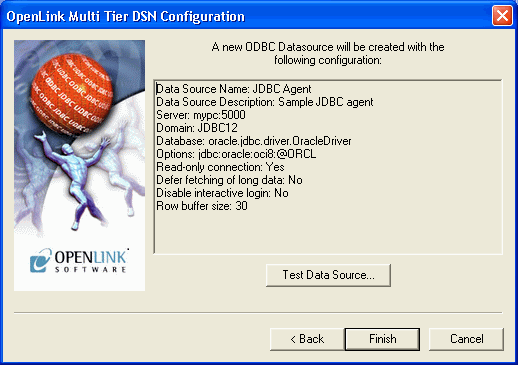 OpenLink Multi Tier DSN Configuration
A new ODBC Datasource will be created with the
following configuration:
Data Source Name: JDBC Agent
Data Source Description: Sample JDBC agent
Server: mypc:5000
Domain: JDBC12
Database: oracle.jdbc.driver.OracleDriver
Options: jdbc:oracle:oci8:@ORCL
Read-only connection: Yes
Defer fetching of long data: No
Disable interactive login: No
Row buffer size: 30
OPENLINK
SOFTWARE
Test Data Source...
< Back
Finish
Cancel